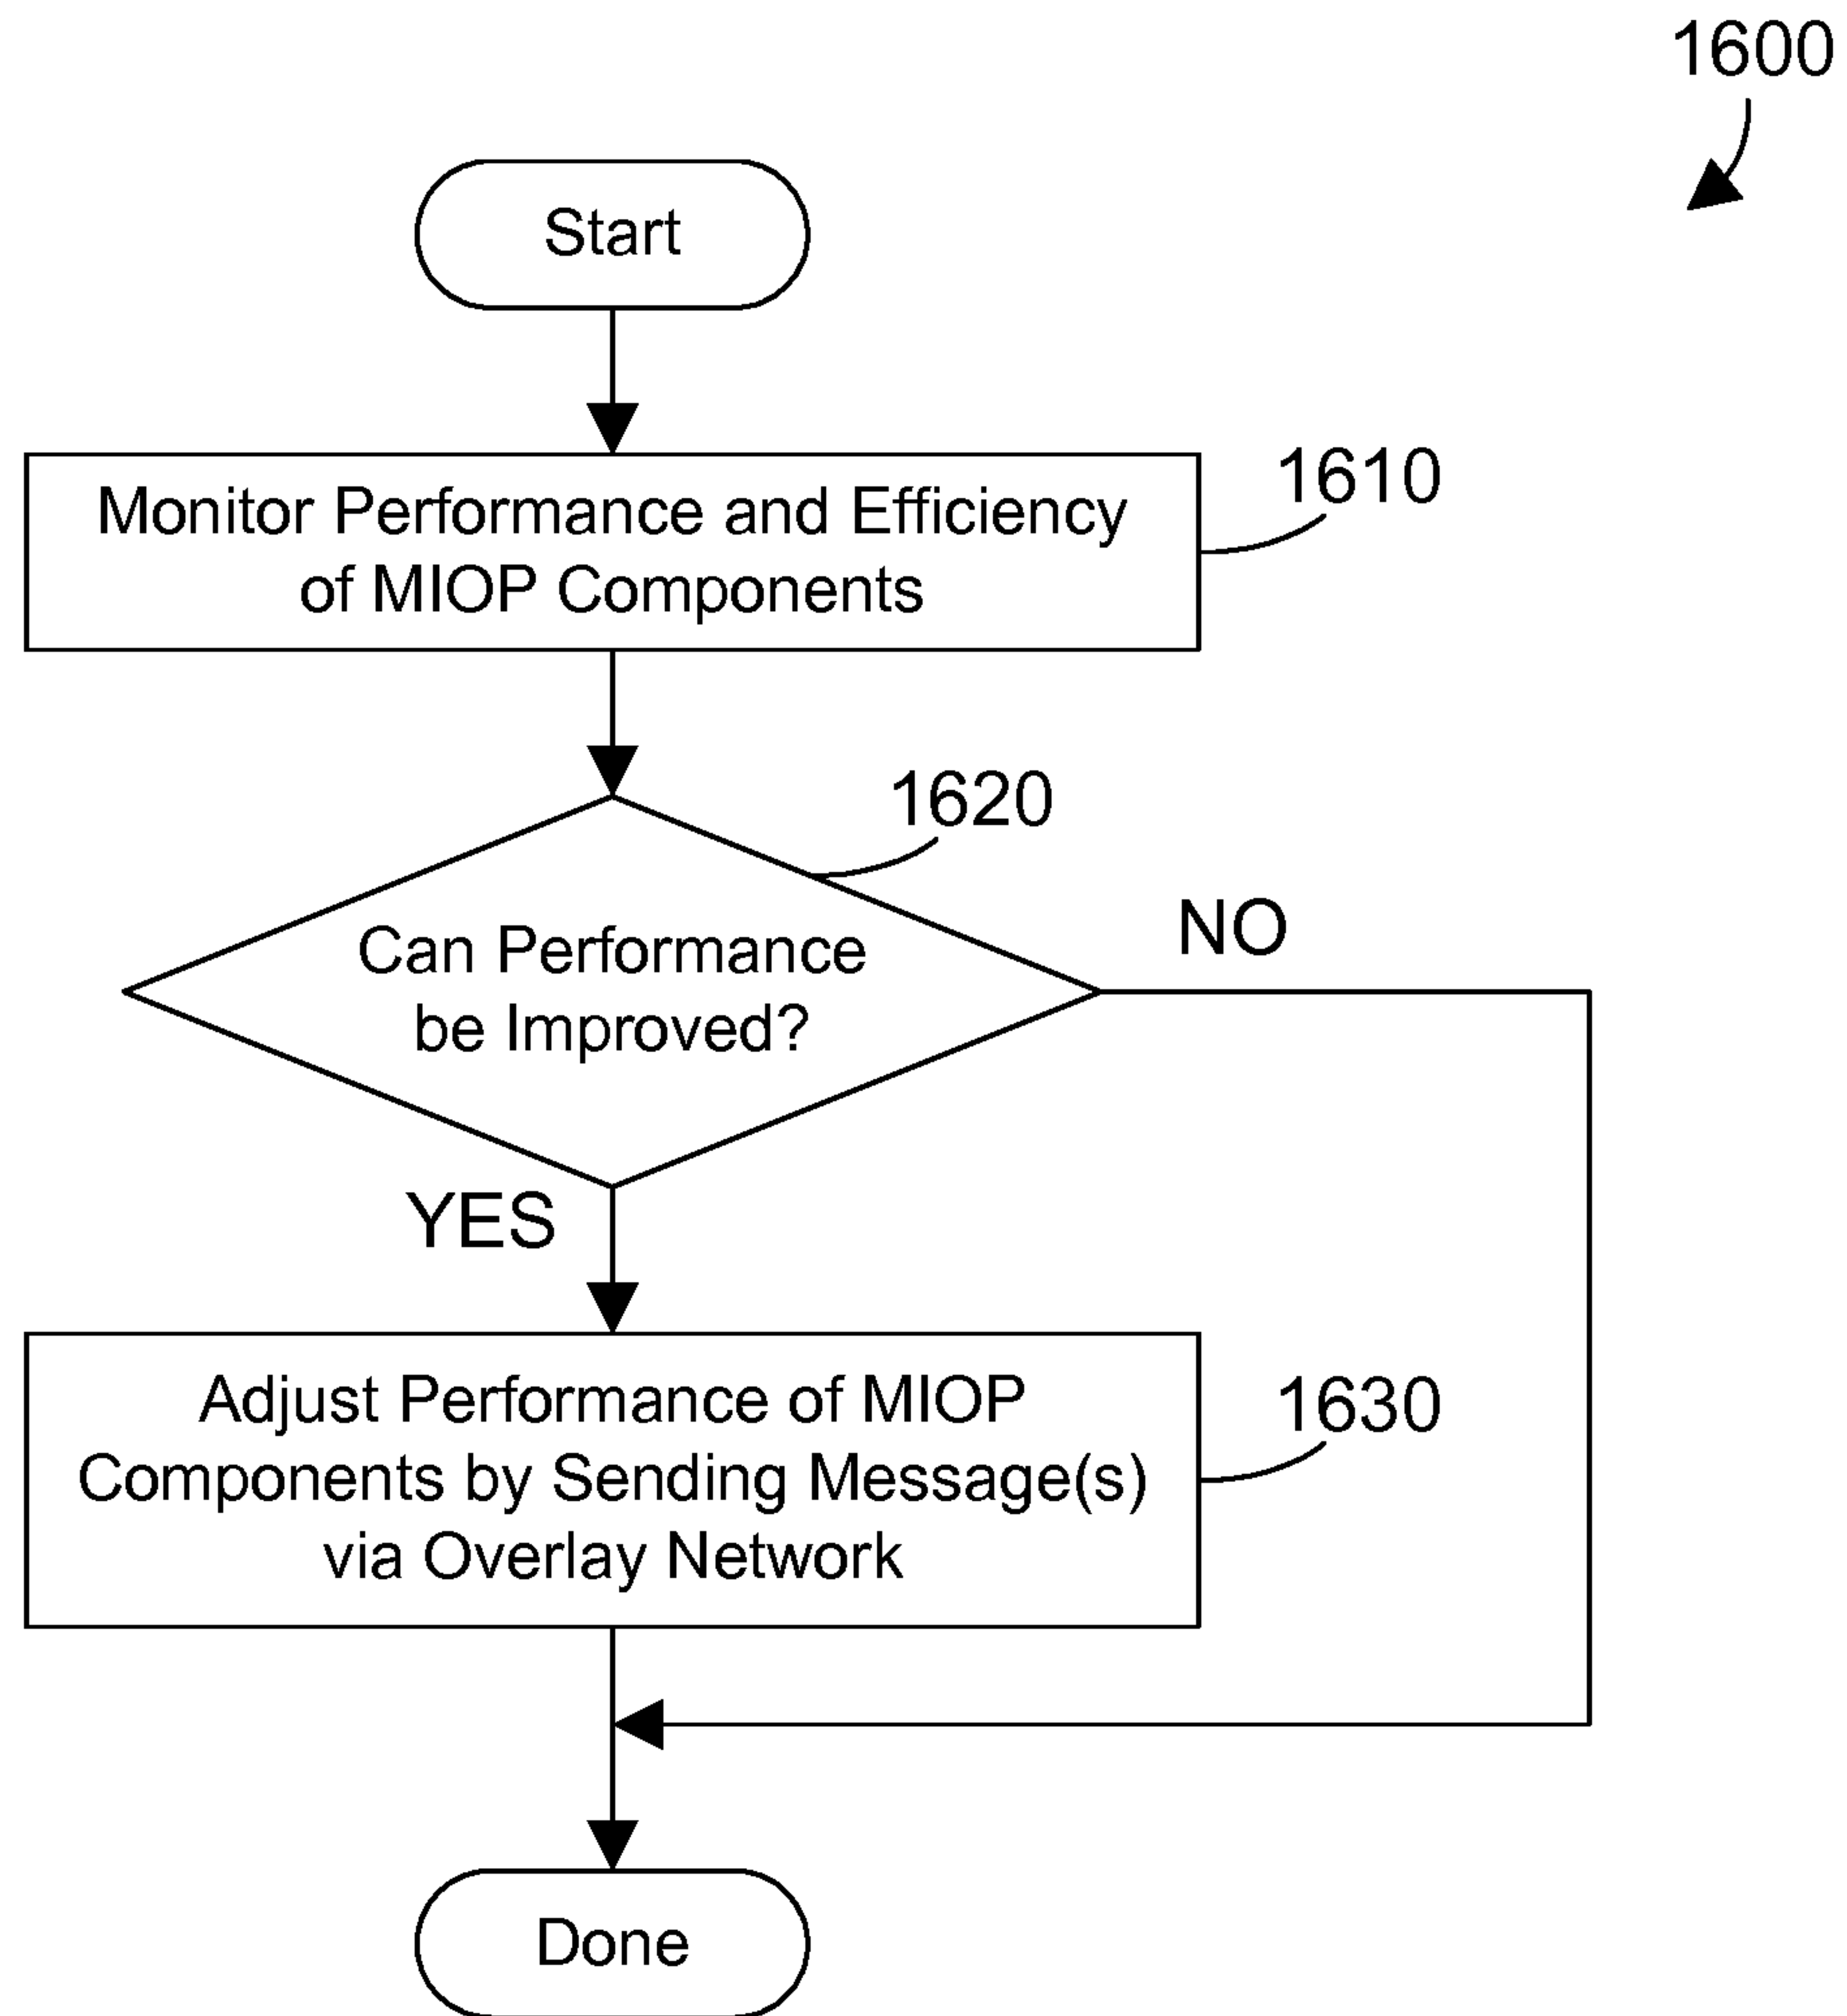 1600
Start
Monitor Performance and Efficiency
of MIOP Components
1610
1620
Can Performance
be Improved?
NO
YES
Adjust Performance of MIOP
Components by Sending Message(s)
via Overlay Network
1630
Done